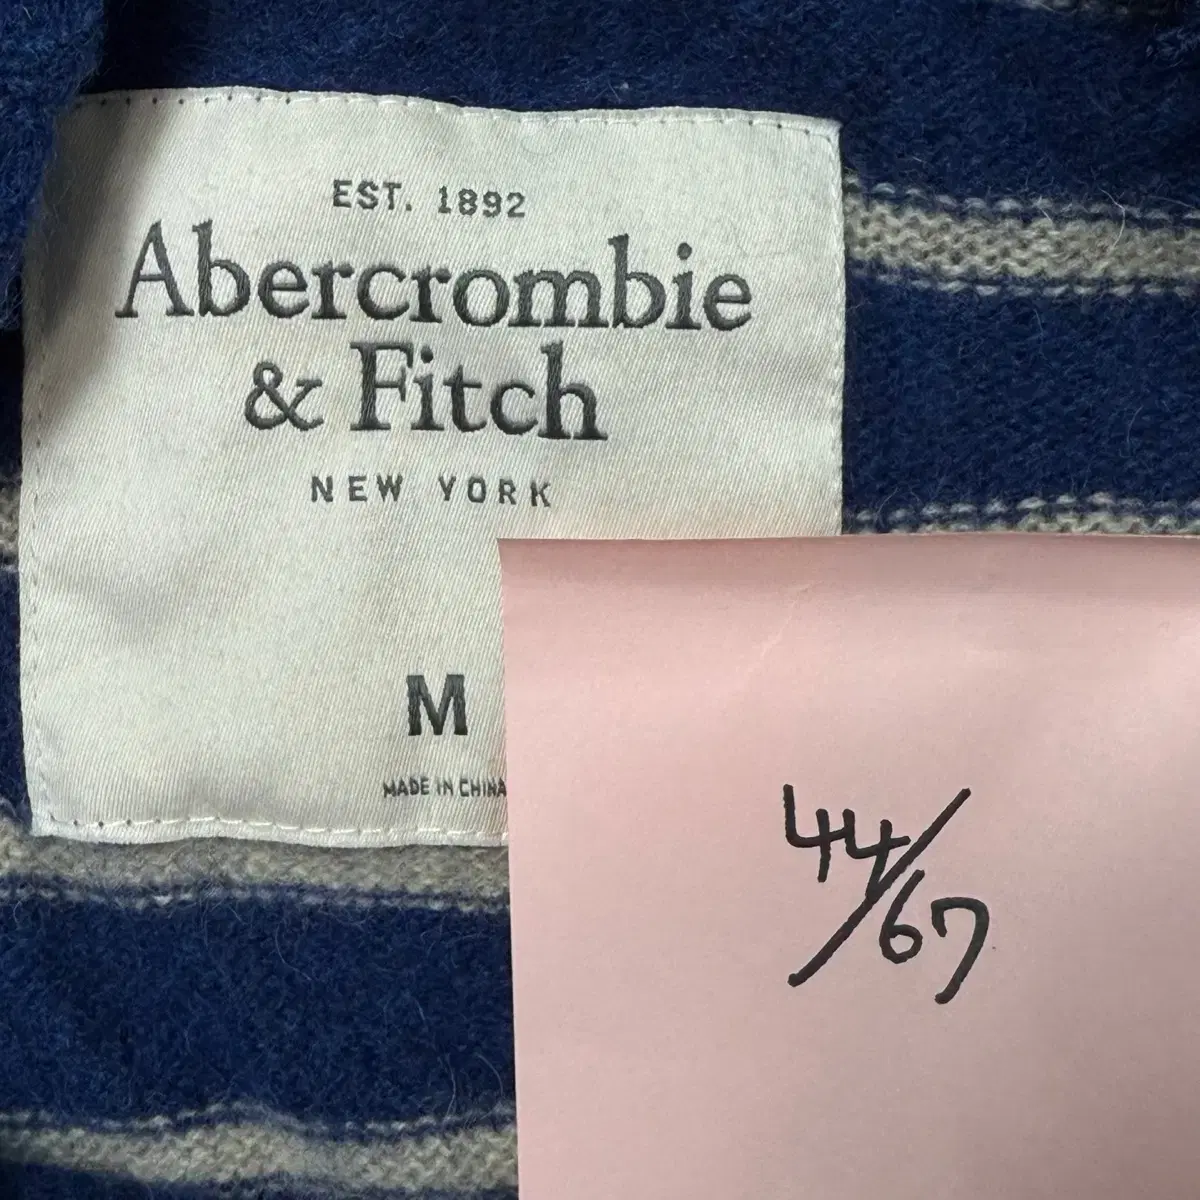 EST. 1892
Abercrombie
& Fitch
NEW YORK
M
MADE IN CHINA
44/67